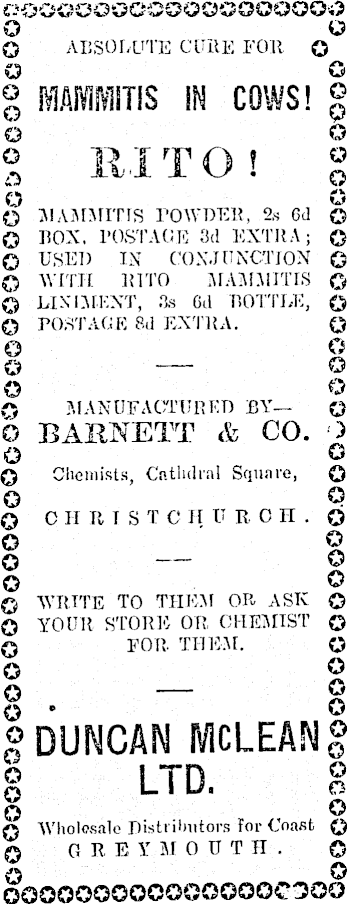 ABSOLUTE CURE FOR
MAMMITIS IN COWS!
RITO!
MAMMITIS POWDER, 2s 6d
BOX. POSTAGE 3d EXTRA;
USED IN CONJUNCTION
WITH RITO MAMMITIS
LINIMENT, 3s 6d BOTTLE,
POSTAGE 8d EXTRA.
MANUFACTURED BY—
BARNETT & CO.
Chemists, Cathdral Square,
CHRISTCHURCH.
WRITE TO THEM OR ASK
YOUR STORE OR CHEMIST
FOR THEM.
DUNCAN McLEAN
LTD.
Wholesale Distributors for Coast
GREYMOUTH.